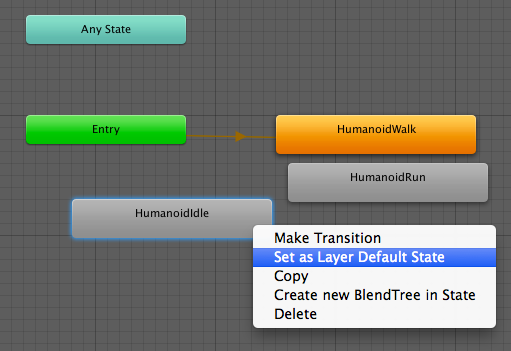 Any State
Entry
HumanoidWalk
HumanoidRun
HumanoidIdle
Make Transition
Set as Layer Default State
Copy
Create new BlendTree in State
Delete